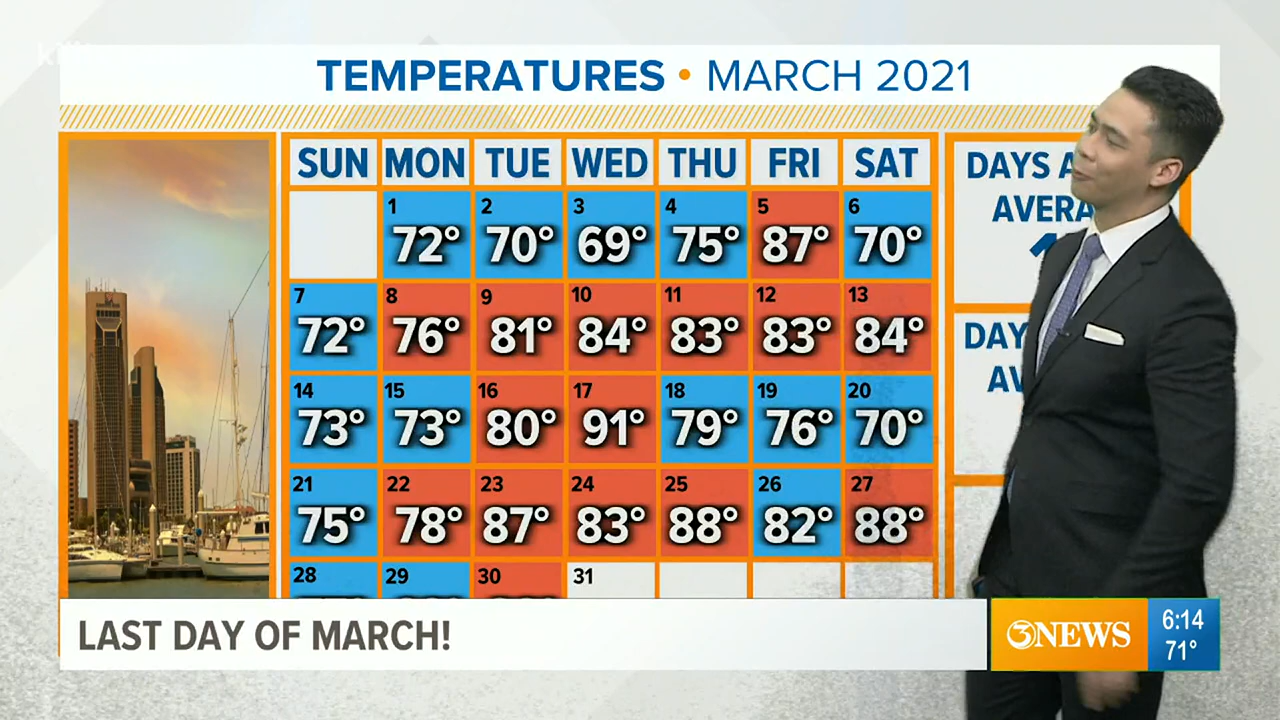 TEMPERATURES • MARCH 2021
SUN MON TUE WED THU FRI SAT
1 2 3 4 5 6
72° 70° 69° 75° 87° 70°
7 8 9 10 11 12 13
72° 76° 81° 84° 83° 83° 84°
14 15 16 17 18 19 20
73° 73° 80° 91° 79° 76° 70°
21 22 23 24 25 26 27
75° 78° 87° 83° 88° 82° 88°
28 29 30 31
DAYS
DAY
LAST DAY OF MARCH!
3NEWS
6:14
71°